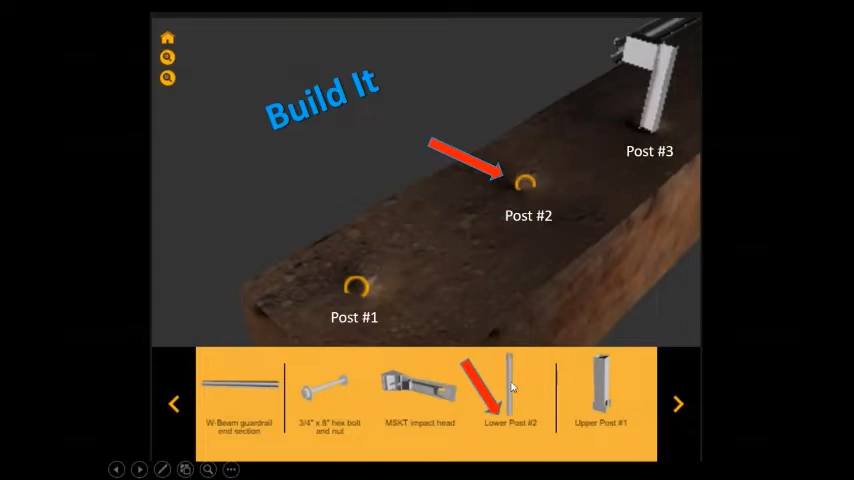 Build It
Post #3
Post #2
Post #1
W-Beam guardrail
end section
3/4" x 8" hex bolt
and nut
MSKT impact head
Lower Post #2
Upper Post #1